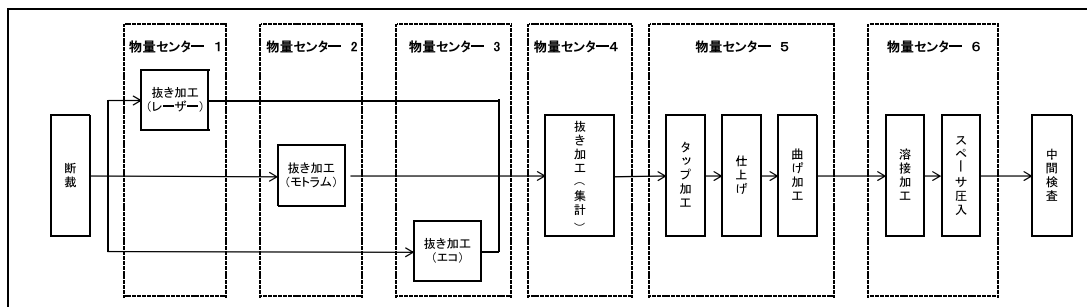 物量センター 1
物量センター 2
物量センター 3
物量センター4
物量センター 5
物量センター 6
断裁
抜き加工
(レーザー)
抜き加工
(モトラム)
抜き加工
(エコ)
抜き加工(集計)
タップ加工
仕上げ
曲げ加工
溶接加工
スペーサ圧入
中間検査